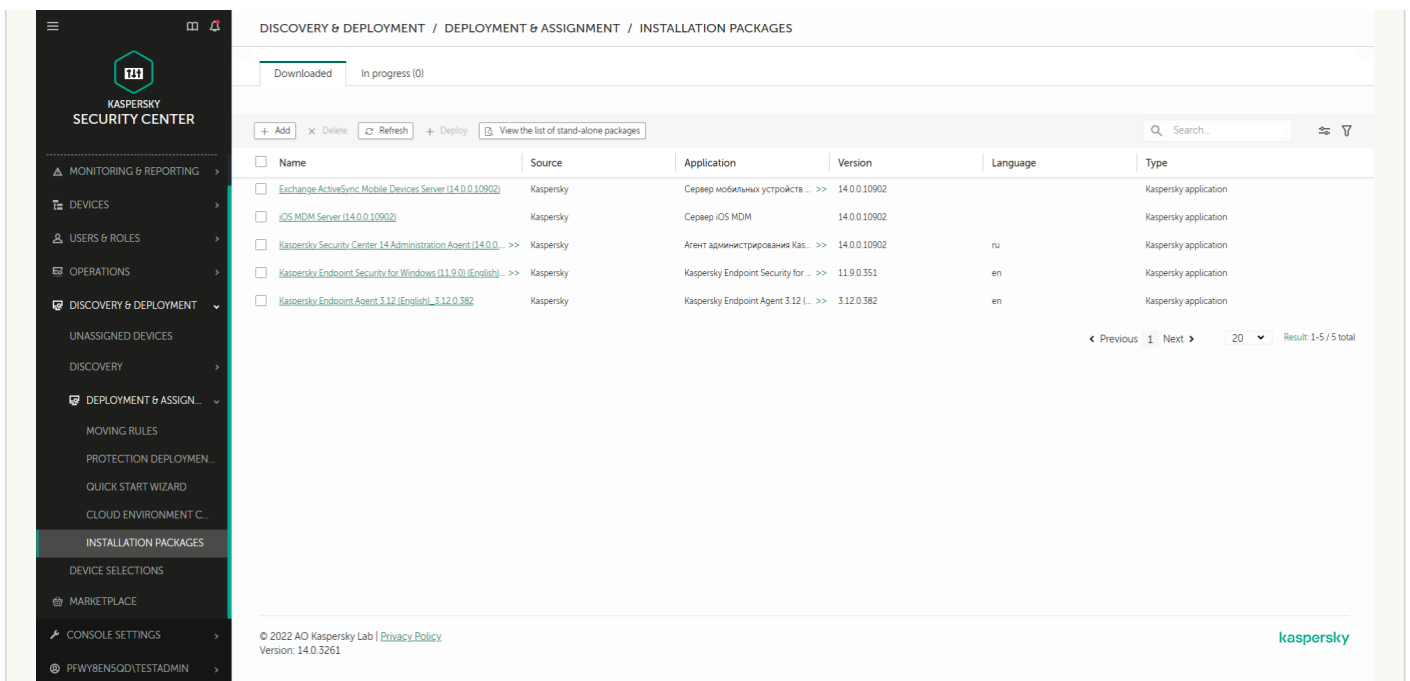 DISCOVERY & DEPLOYMENT / DEPLOYMENT & ASSIGNMENT / INSTALLATION PACKAGES
KASPERSKY
SECURITY CENTER
MONITORING & REPORTING
DEVICES
USERS & ROLES
OPERATIONS
DISCOVERY & DEPLOYMENT
UNASSIGNED DEVICES
DISCOVERY
DEPLOYMENT & ASSIGN...
MOVING RULES
PROTECTION DEPLOYMEN...
QUICK START WIZARD
CLOUD ENVIRONMENT C...
INSTALLATION PACKAGES
DEVICE SELECTIONS
MARKETPLACE
CONSOLE SETTINGS
PFWY8EN5QD\TESTADMIN
Downloaded In progress (0)
+ Add × Delete Refresh + Deploy View the list of stand-alone packages Search...
Name Source Application Version Language Type
Exchange ActiveSync Mobile Devices Server (14.0.0.10902) Kaspersky Сервер мобильных устройств ... >> 14.0.0.10902 Kaspersky application
iOS MDM Server (14.0.0.10902) Kaspersky Сервер iOS MDM 14.0.0.10902 Kaspersky application
Kaspersky Security Center 14 Administration Agent (14.0.0.... >> Kaspersky Агент администрирования Kas... >> 14.0.0.10902 ru Kaspersky application
Kaspersky Endpoint Security for Windows (11.9.0) (English)... >> Kaspersky Kaspersky Endpoint Security for ... >> 11.9.0.351 en Kaspersky application
Kaspersky Endpoint Agent 3.12 (English)_3.12.0.382 Kaspersky Kaspersky Endpoint Agent 3.12 (... >> 3.12.0.382 en Kaspersky application
Previous 1 Next 20 Result: 1-5 / 5 total
© 2022 AO Kaspersky Lab | Privacy Policy
Version: 14.0.3261
kaspersky